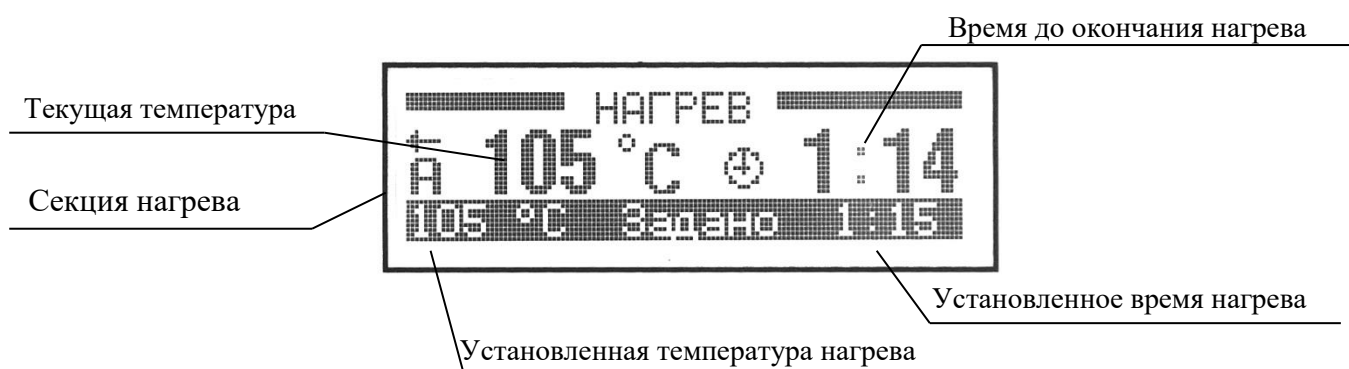 Время до окончания нагрева
Текущая температура
НАГРЕВ
A 105 °C 1:14
Секция нагрева
105 °C Задано 1:15
Установленное время нагрева
Установленная температура нагрева